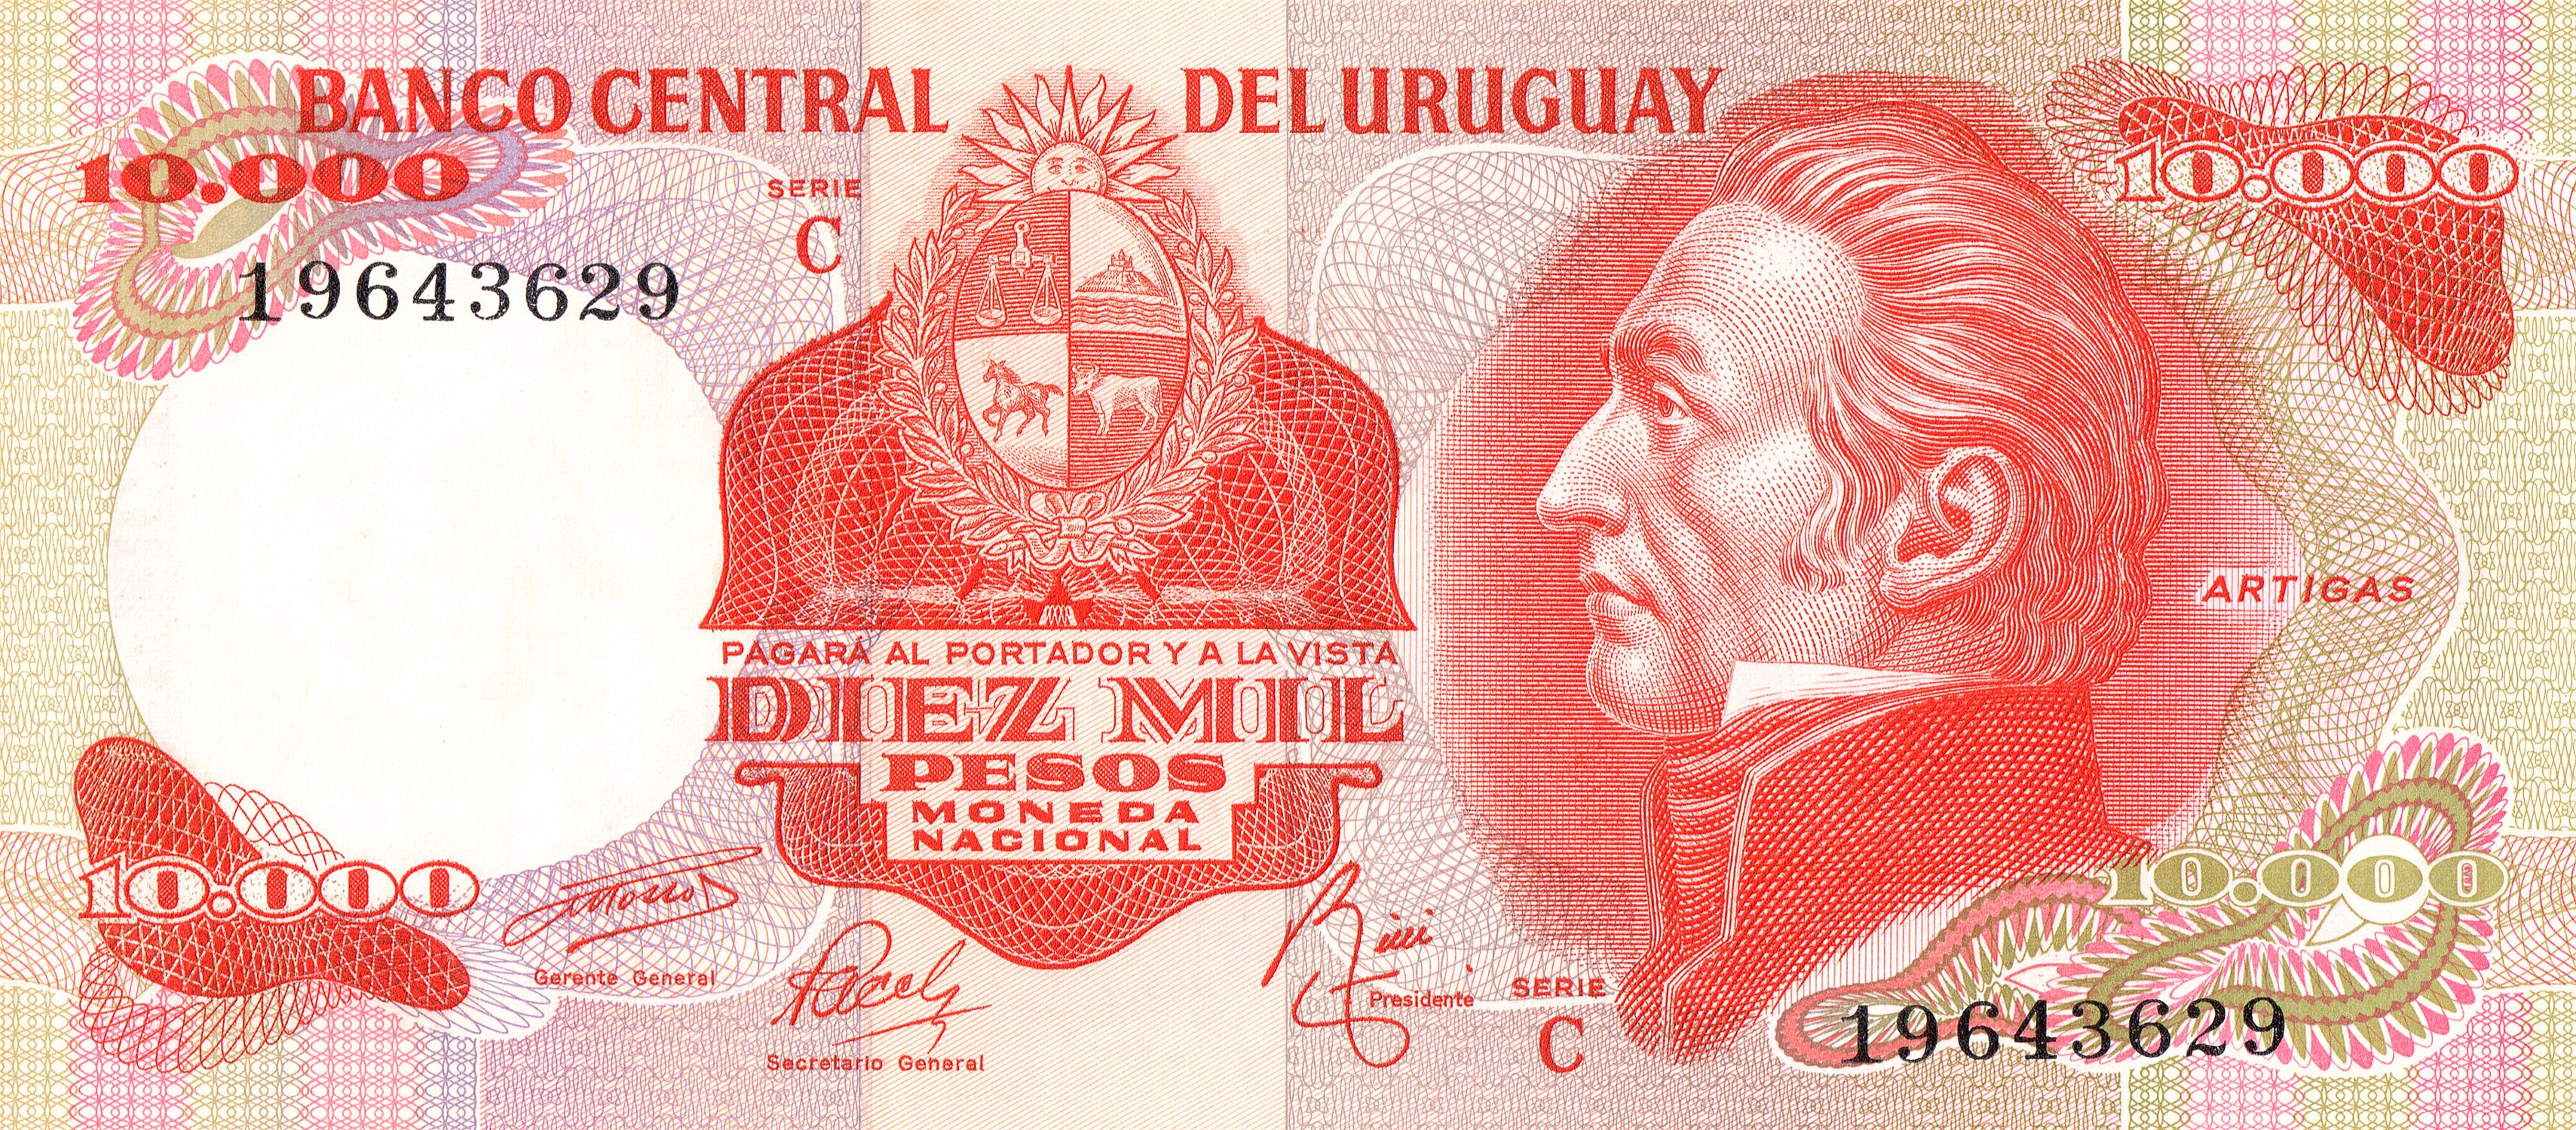 BANCO CENTRAL DEL URUGUAY
10.000
10.000
SERIE
C
19643629
ARTIGAS
PAGARÁ AL PORTADOR Y A LA VISTA
DIEZ MIL
PESOS
MONEDA
NACIONAL
10.000
10.000
Gerente General
Presidente
SERIE
C
19643629
Secretario General